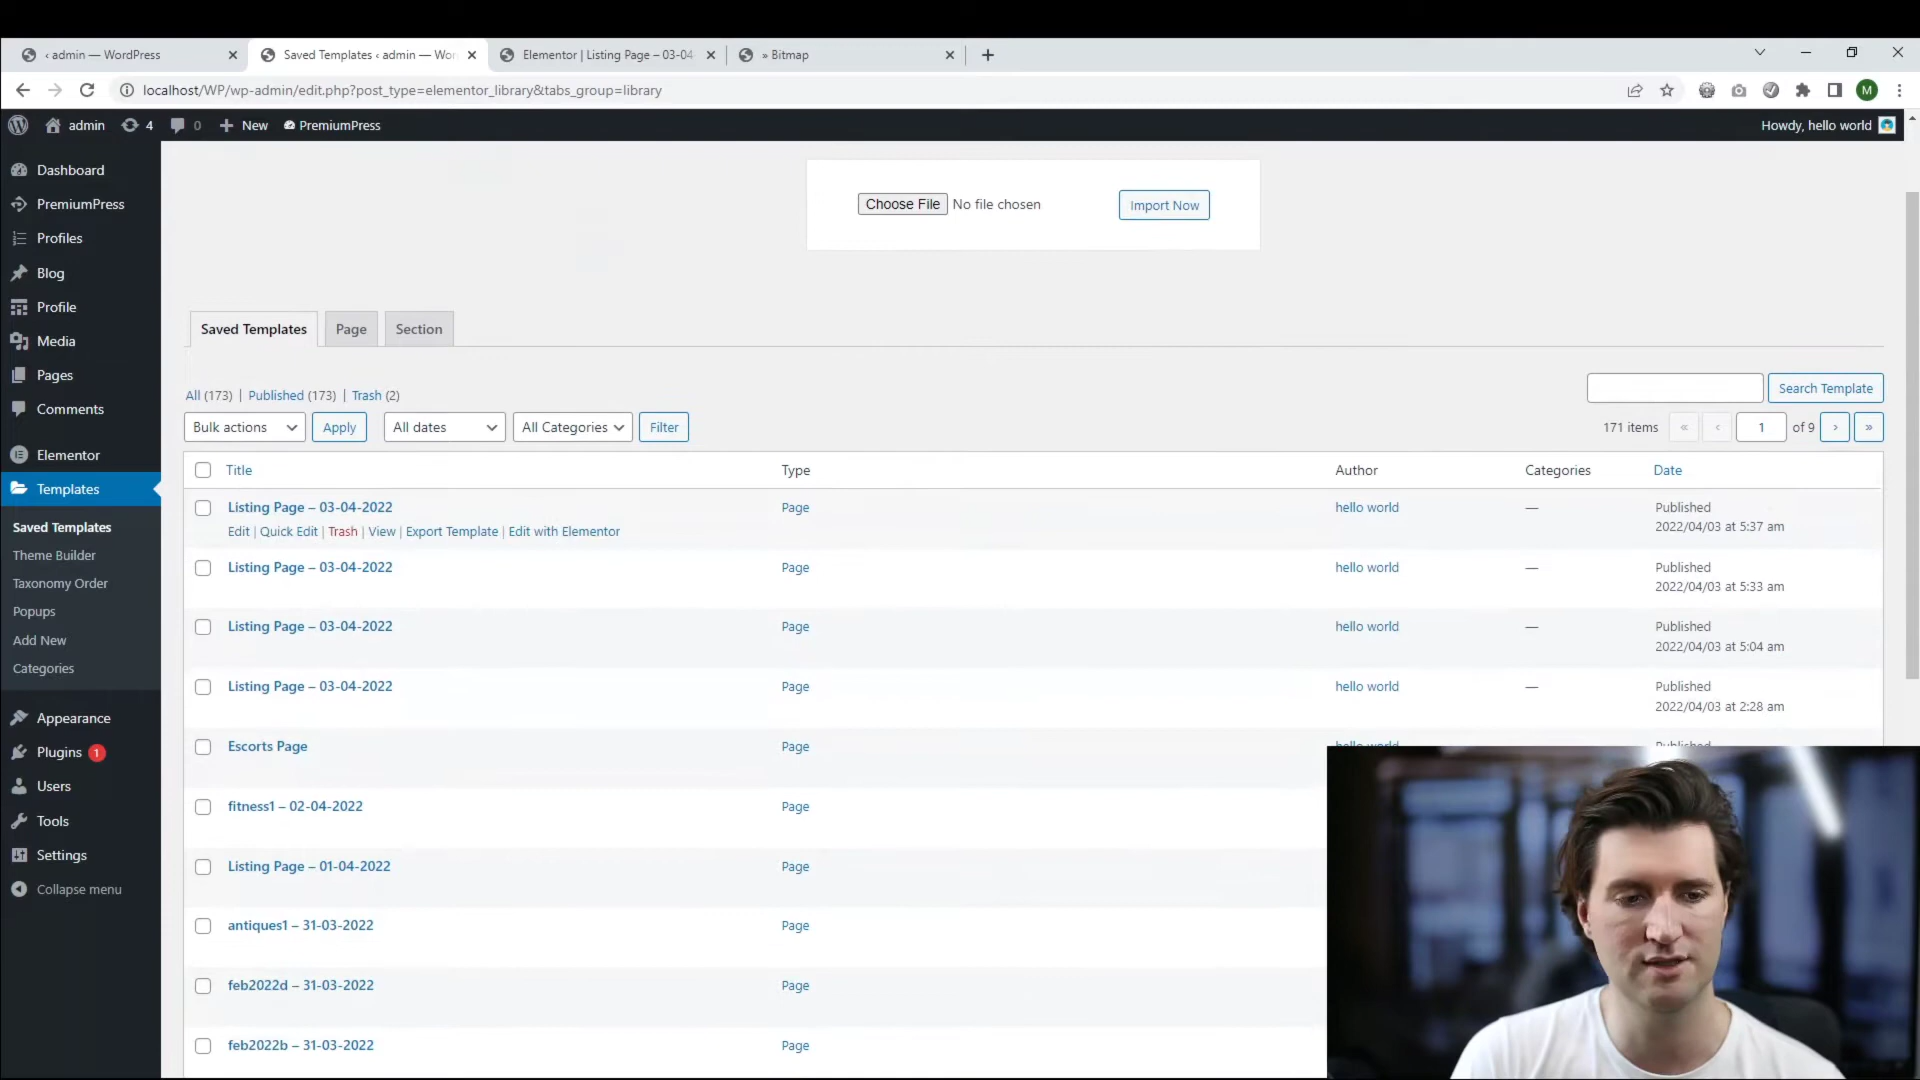 ‹ admin — WordPress
Saved Templates ‹ admin — Wor
Elementor | Listing Page – 03-04
» Bitmap
localhost/WP/wp-admin/edit.php?post_type=elementor_library&tabs_group=library
M
admin 4 0 New PremiumPress
Howdy, hello world
Dashboard
PremiumPress
Profiles
Blog
Profile
Media
Pages
Comments
Elementor
Templates
Saved Templates
Theme Builder
Taxonomy Order
Popups
Add New
Categories
Appearance
Plugins 1
Users
Tools
Settings
Collapse menu
Choose File No file chosen Import Now
Saved Templates Page Section
All (173) | Published (173) | Trash (2)
Search Template
Bulk actions Apply All dates All Categories Filter
171 items « ‹ 1 of 9 › »
Title Type Author Categories Date
Listing Page – 03-04-2022 Page hello world — Published
Edit | Quick Edit | Trash | View | Export Template | Edit with Elementor 2022/04/03 at 5:37 am
Listing Page – 03-04-2022 Page hello world — Published
2022/04/03 at 5:33 am
Listing Page – 03-04-2022 Page hello world — Published
2022/04/03 at 5:04 am
Listing Page – 03-04-2022 Page hello world — Published
2022/04/03 at 2:28 am
Escorts Page Page hello world Published
fitness1 – 02-04-2022 Page
Listing Page – 01-04-2022 Page
antiques1 – 31-03-2022 Page
feb2022d – 31-03-2022 Page
feb2022b – 31-03-2022 Page